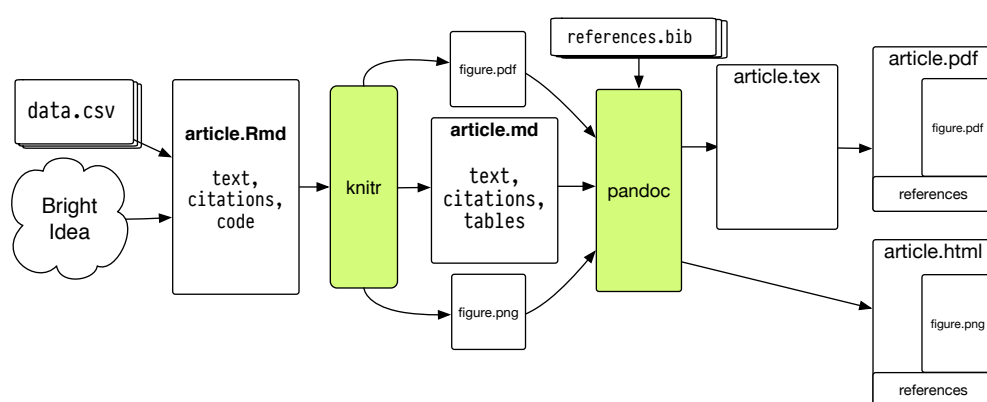 data.csv
Bright
Idea
article.Rmd
text,
citations,
code
knitr
figure.pdf
article.md
text,
citations,
tables
figure.png
references.bib
pandoc
article.tex
article.pdf
figure.pdf
references
article.html
figure.png
references